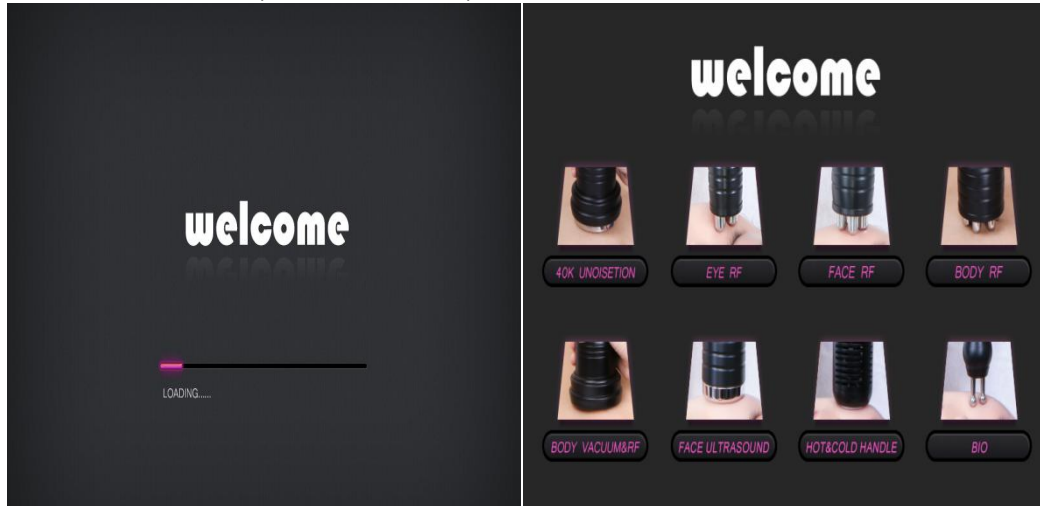 welcome
LOADING......
welcome
40K UNOISETION
EYE RF
FACE RF
BODY RF
BODY VACUUM&RF
FACE ULTRASOUND
HOT&COLD HANDLE
BIO